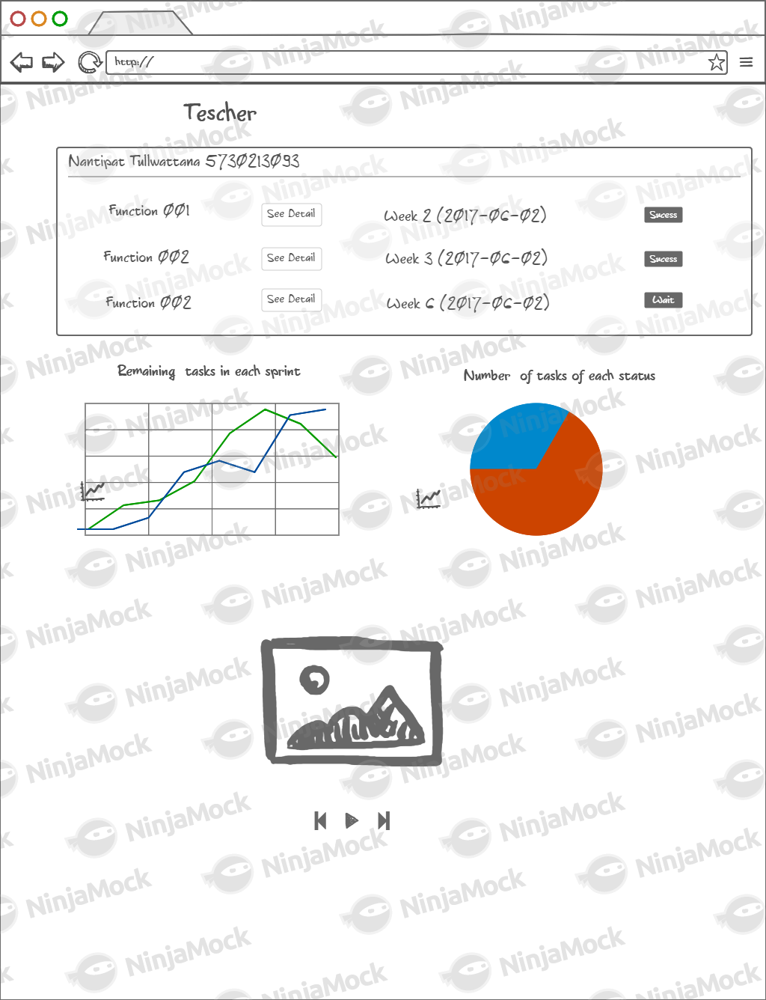 http://
Tescher
Nantipat Tullwattana 5730213093
Function 001 See Detail Week 2 (2017-06-02) Sucess
Function 002 See Detail Week 3 (2017-06-02) Sucess
Function 002 See Detail Week 6 (2017-06-02) Wait
Remaining tasks in each sprint
Number of tasks of each status
NinjaMock